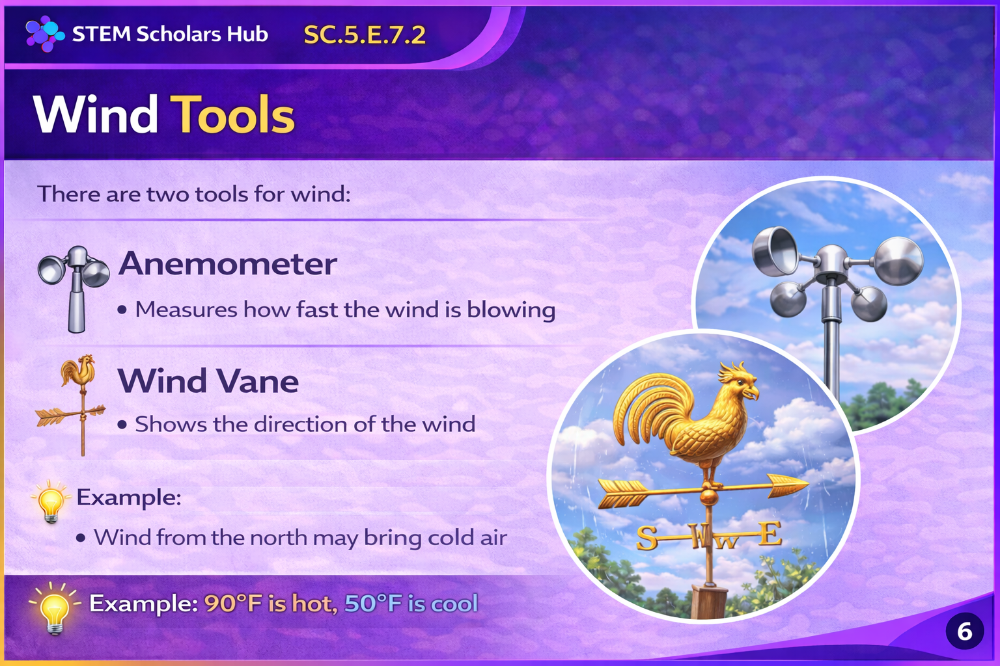 STEM Scholars Hub
SC.5.E.7.2
Wind Tools
There are two tools for wind:
Anemometer
• Measures how fast the wind is blowing
Wind Vane
• Shows the direction of the wind
Example:
• Wind from the north may bring cold air
S N W E
Example: 90°F is hot, 50°F is cool
6